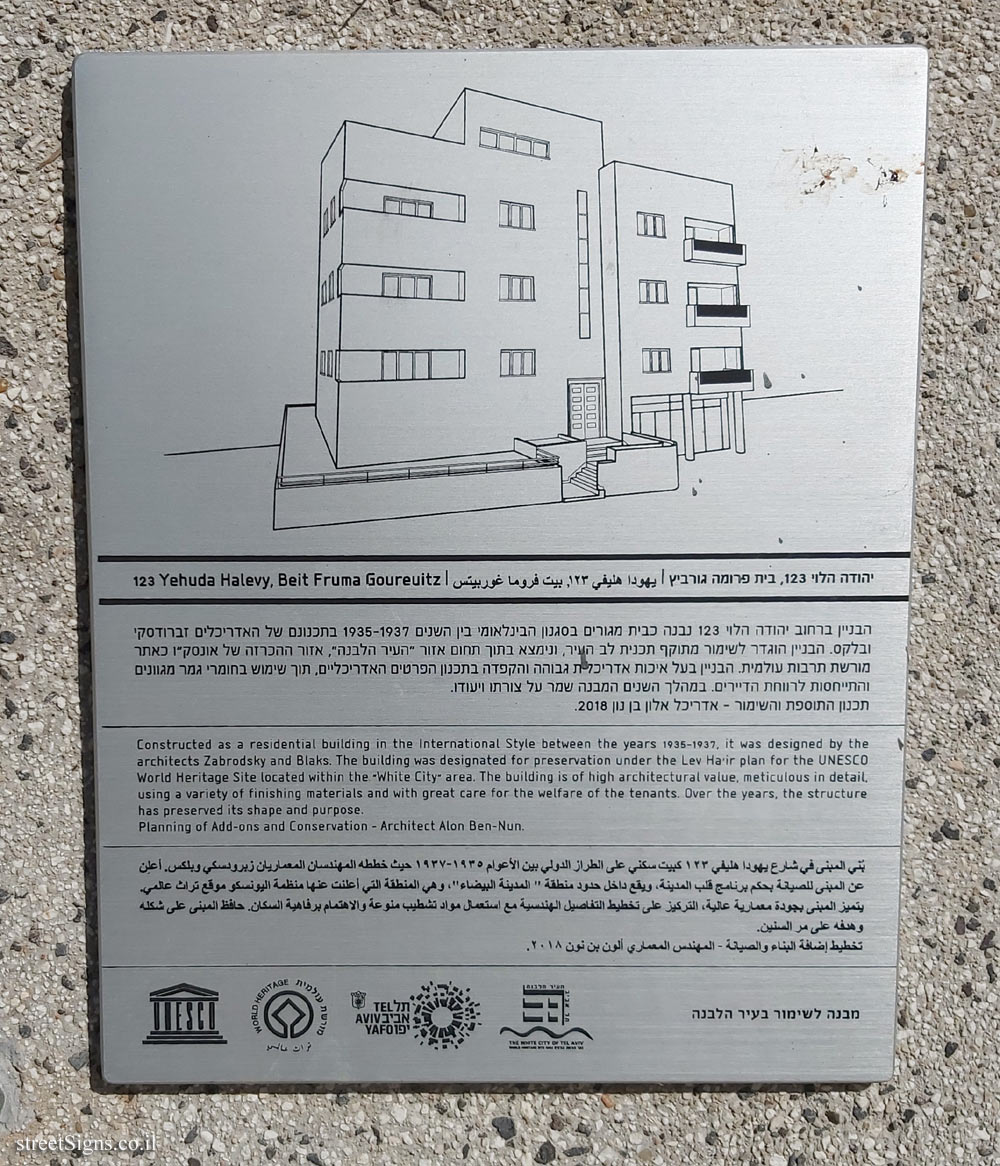 יהודה הלוי 123, בית פרומה גורביץ | يهودا هليفي ١٢٣, بيت فروما غوربيتس | 123 Yehuda Halevy, Beit Fruma Goureuitz
הבניין ברחוב יהודה הלוי 123 נבנה כבית מגורים בסגנון הבינלאומי בין השנים 1935-1937 בתכנונם של האדריכלים זברודסקי
ובלקס. הבניין הוגדר לשימור מתוקף תכנית לב העיר, ונימצא בתוך תחום אזור "העיר הלבנה", אזור ההכרזה של אונסק"ו כאתר
מורשת תרבות עולמית. הבניין בעל איכות אדריכלית גבוהה והקפדה בתכנון הפרטים האדריכליים, תוך שימוש בחומרי גמר מגוונים
והתייחסות לרווחת הדיירים. במהלך השנים המבנה שמר על צורתו ויעודו.
תכנון התוספת והשימור - אדריכל אלון בן נון 2018.
Constructed as a residential building in the International Style between the years 1935-1937, it was designed by the
architects Zabrodsky and Blaks. The building was designated for preservation under the Lev Ha'ir plan for the UNESCO
World Heritage Site located within the "White City" area. The building is of high architectural value, meticulous in detail,
using a variety of finishing materials and with great care for the welfare of the tenants. Over the years, the structure
has preserved its shape and purpose.
Planning of Add-ons and Conservation - Architect Alon Ben-Nun.
بُني المبنى في شارع يهودا هليفي ١٢٣ كبيت سكني على الطراز الدولي بين الأعوام ١٩٣٥-١٩٣٧ حيث خططه المهندسان المعماريان زبرودسكي وبلكس. أعلن
عن المبنى للصيانة بحكم برنامج قلب المدينة، ويقع داخل حدود منطقة " المدينة البيضاء"، وهي المنطقة التي أعلنت عنها منظمة اليونسكو موقع تراث عالمي.
يتميز المبنى بجودة معمارية عالية، التركيز على تخطيط التفاصيل الهندسية مع استعمال مواد تشطيب منوعة والاهتمام برفاهية السكان. حافظ المبنى على شكله
وهدفه على مر السنين.
تخطيط إضافة البناء والصيانة - المهندس المعماري ألون بن نون ٢٠١٨.
מבנה לשימור בעיר הלבנה
העיר הלבנה
תל אביב
THE WHITE CITY OF TEL AVIV
תל
TEL
אביב
AVIV
יפו
YAFO
WORLD HERITAGE
מורשת עולמית
UNESCO
streetSigns.co.il